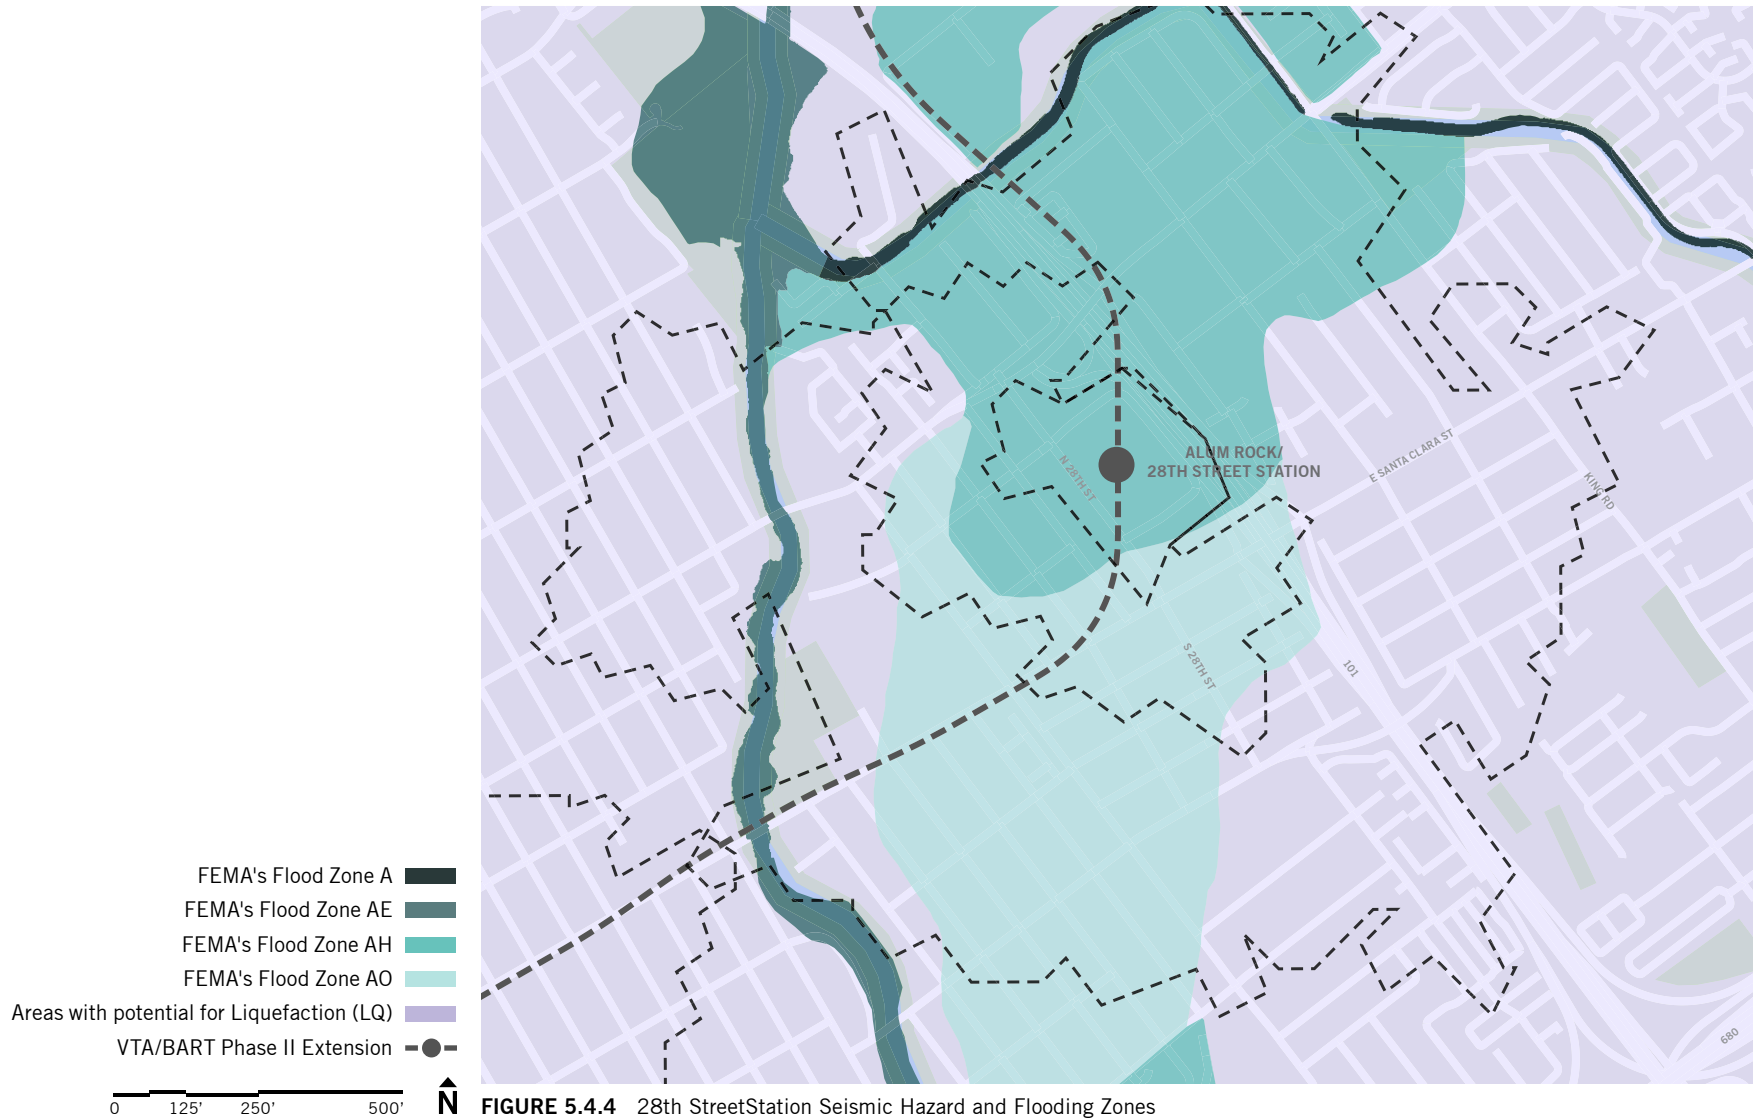 ALUM ROCK/
28TH STREET STATION
N 28TH ST
E SANTA CLARA ST
KING RD
S 28TH ST
101
680
FEMA's Flood Zone A
FEMA's Flood Zone AE
FEMA's Flood Zone AH
FEMA's Flood Zone AO
Areas with potential for Liquefaction (LQ)
VTA/BART Phase II Extension
0 125' 250' 500'
N
FIGURE 5.4.4 28th StreetStation Seismic Hazard and Flooding Zones